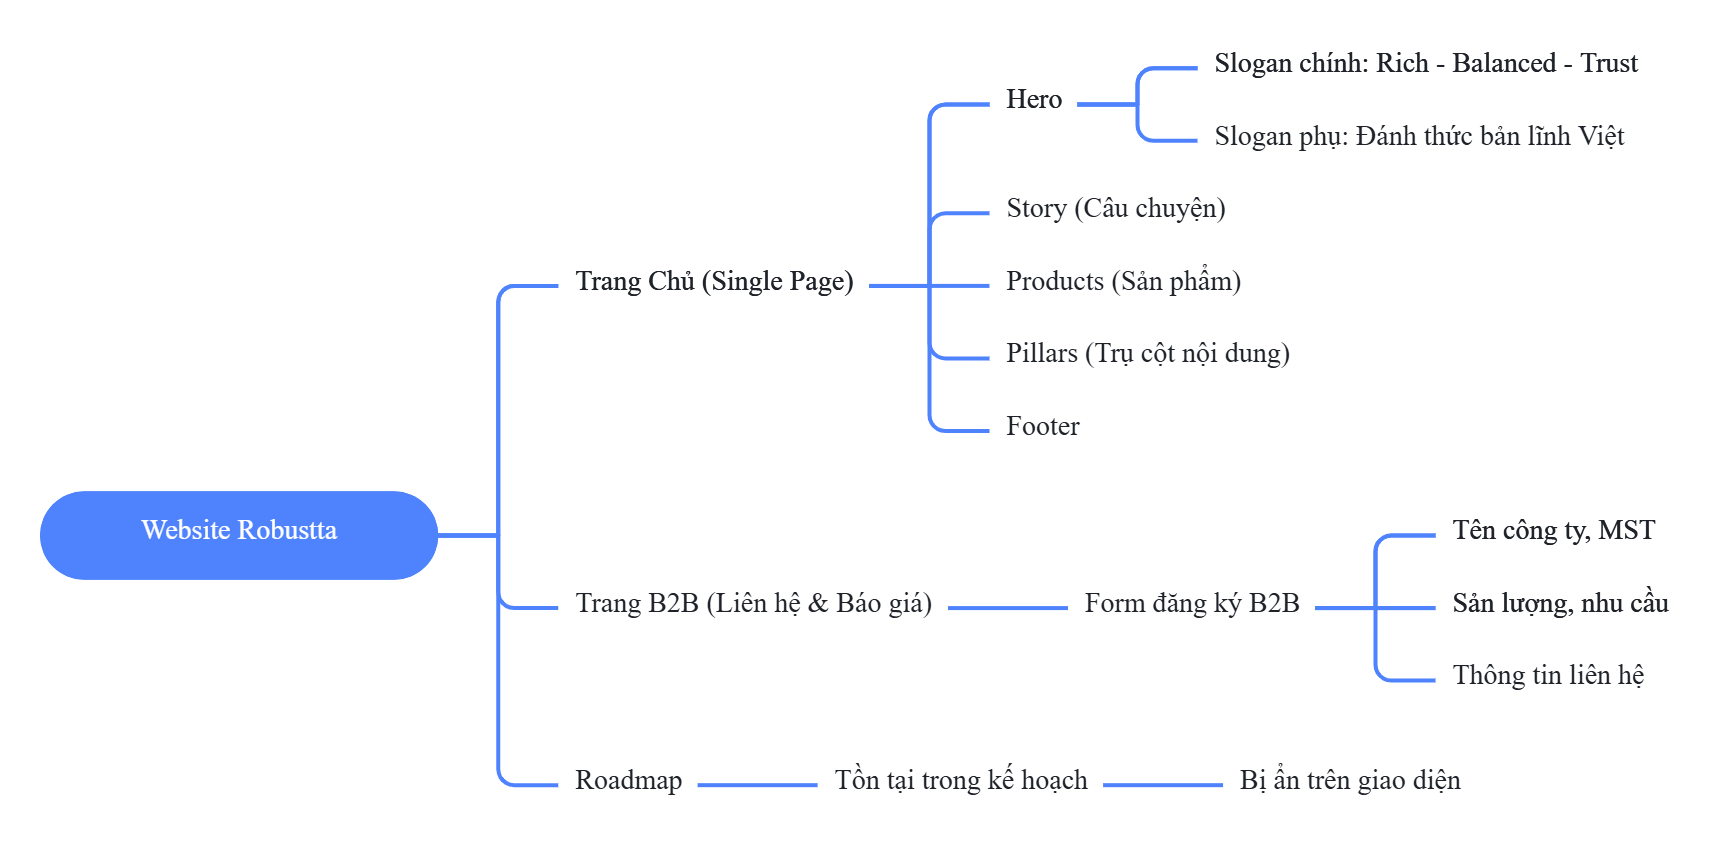 Slogan chính: Rich - Balanced - Trust
Hero
Slogan phụ: Đánh thức bản lĩnh Việt
Story (Câu chuyện)
Trang Chủ (Single Page)
Products (Sản phẩm)
Pillars (Trụ cột nội dung)
Footer
Website Robustta
Tên công ty, MST
Trang B2B (Liên hệ & Báo giá)
Form đăng ký B2B
Sản lượng, nhu cầu
Thông tin liên hệ
Roadmap
Tồn tại trong kế hoạch
Bị ẩn trên giao diện